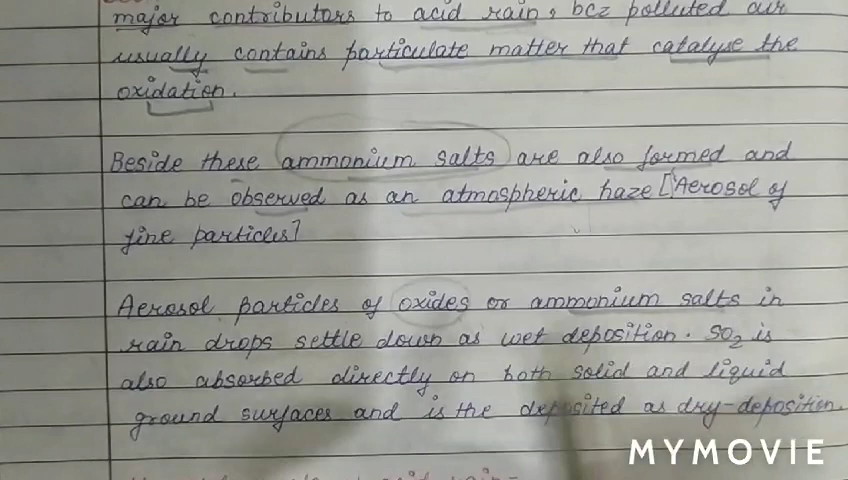 major contributors to acid rain, bcz polluted air
usually contains particulate matter that catalyse the
oxidation.
Beside these ammonium salts are also formed and
can be observed as an atmospheric haze [Aerosol of
fine particles]
Aerosol particles of oxides or ammonium salts in
rain drops settle down as wet deposition. SO2 is
also absorbed directly on both solid and liquid
ground surfaces and is the deposited as dry-deposition.
MYMOVIE